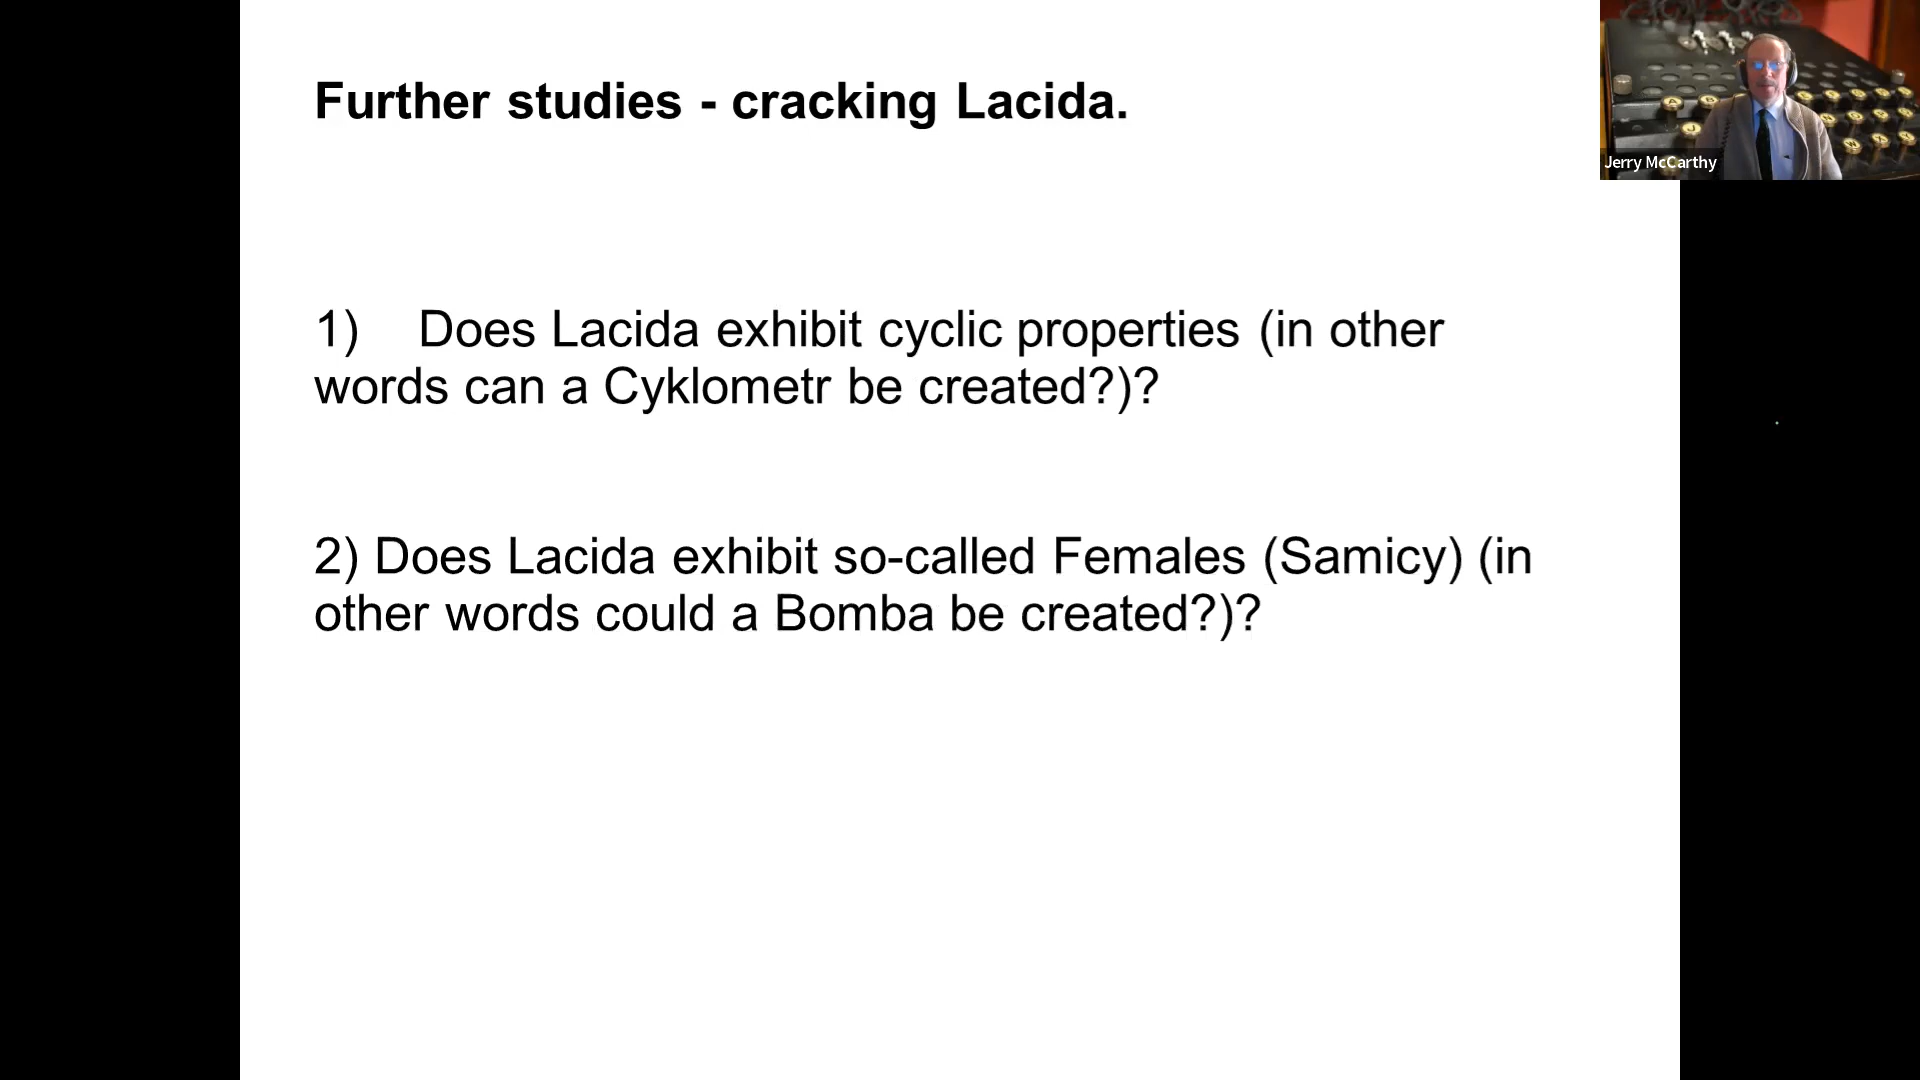 Further studies - cracking Lacida.
1) Does Lacida exhibit cyclic properties (in other
words can a Cyklometr be created?)?
2) Does Lacida exhibit so-called Females (Samicy) (in
other words could a Bomba be created?)?
Jerry McCarthy